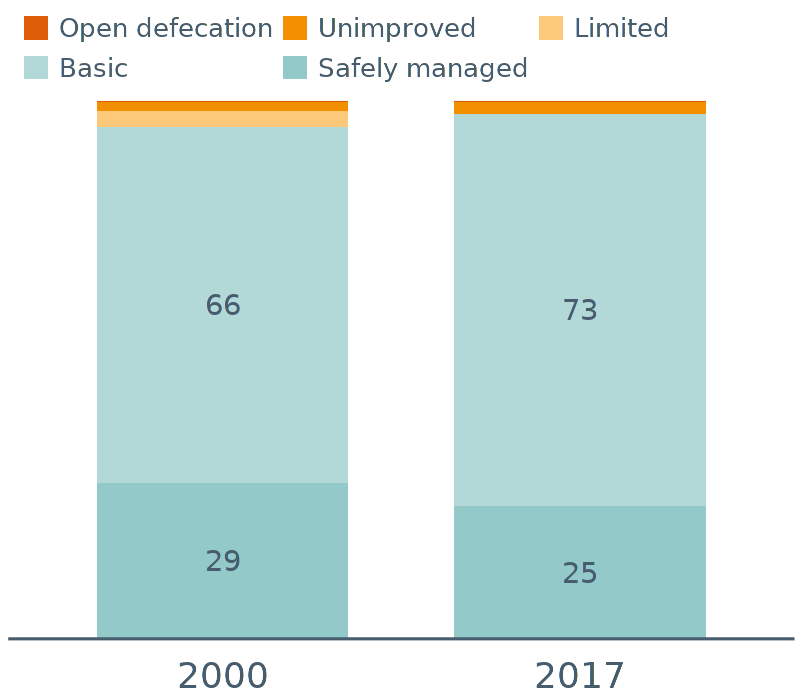 Open defecation Unimproved Limited
Basic Safely managed
66 73
29 25
2000 2017